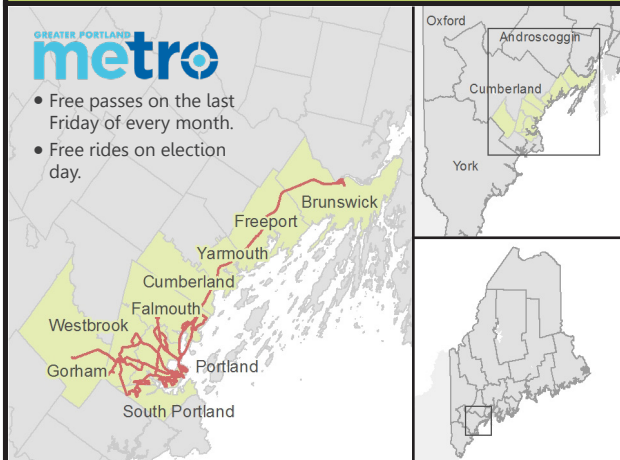 GREATER PORTLAND
metro
• Free passes on the last
Friday of every month.
• Free rides on election
day.
Brunswick
Freeport
Yarmouth
Cumberland
Falmouth
Westbrook
Portland
Gorham
South Portland
Oxford
Androscoggin
Cumberland
York